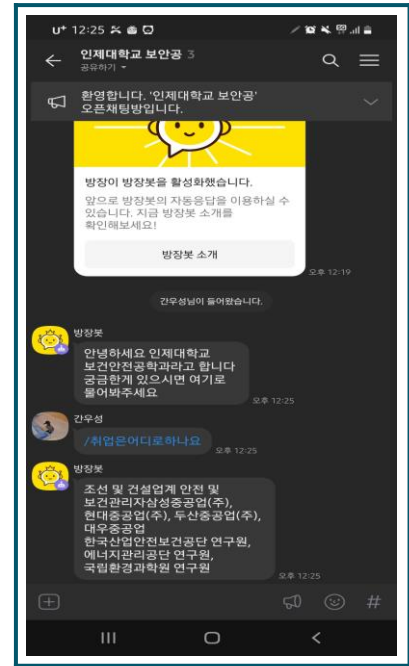 U+ 12:25
인제대학교 보안공 3
공유하기
환영합니다. '인제대학교 보안공'
오픈채팅방입니다.
방장이 방장봇을 활성화했습니다.
앞으로 방장봇의 자동응답을 이용하실 수
있습니다. 지금 방장봇 소개를
확인해보세요!
방장봇 소개
오후 12:19
간우성님이 들어왔습니다.
방장봇
안녕하세요 인제대학교
보건안전공학과라고 합니다
궁금한게 있으시면 여기로
물어봐주세요
오후 12:25
간우성
/취업은어디로하나요
오후 12:25
방장봇
조선 및 건설업계 안전 및
보건관리자삼성중공업(주),
현대중공업(주), 두산중공업(주),
대우중공업
한국산업안전보건공단 연구원,
에너지관리공단 연구원,
국립환경과학원 연구원
오후 12:25
#